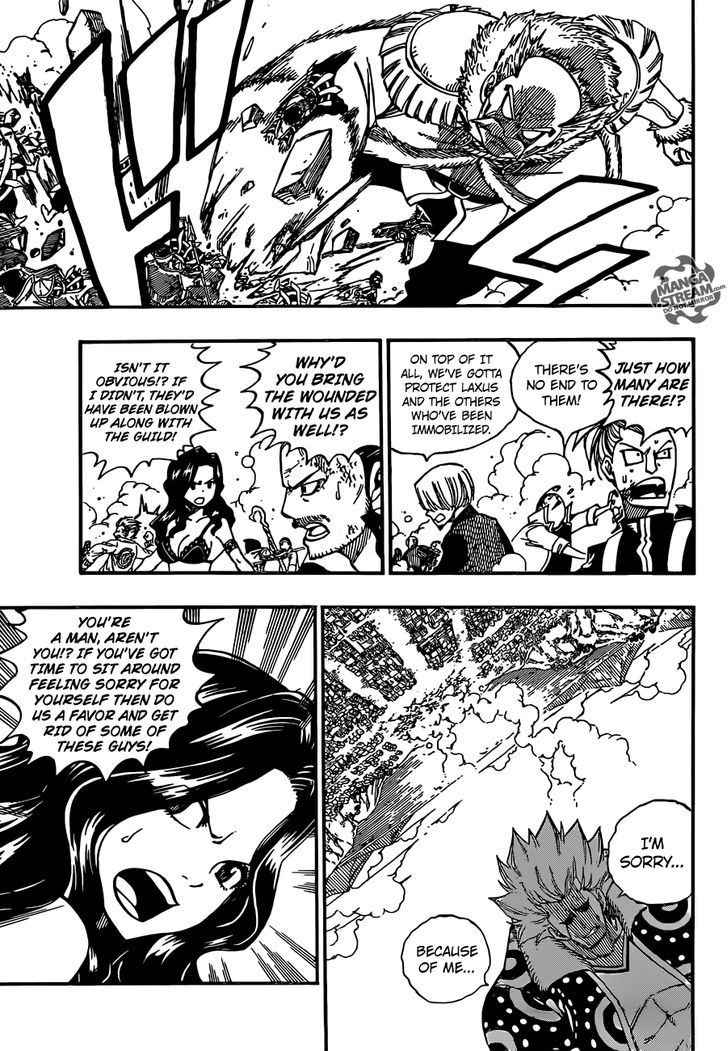 MANGA
STREAM.COM
DO NOT MIRROR
JUST HOW
MANY ARE
THERE!?
THERE'S
NO END TO
THEM!
ON TOP OF IT
ALL, WE'VE GOTTA
PROTECT LAXUS
AND THE OTHERS
WHO'VE BEEN
IMMOBILIZED.
WHY'D
YOU BRING
THE WOUNDED
WITH US AS
WELL!?
ISN'T IT
OBVIOUS!? IF
I DIDN'T, THEY'D
HAVE BEEN BLOWN
UP ALONG WITH
THE GUILD!
I'M
SORRY...
BECAUSE
OF ME...
YOU'RE
A MAN, AREN'T
YOU!? IF YOU'VE GOT
TIME TO SIT AROUND
FEELING SORRY FOR
YOURSELF THEN DO
US A FAVOR AND GET
RID OF SOME OF
THESE GUYS!